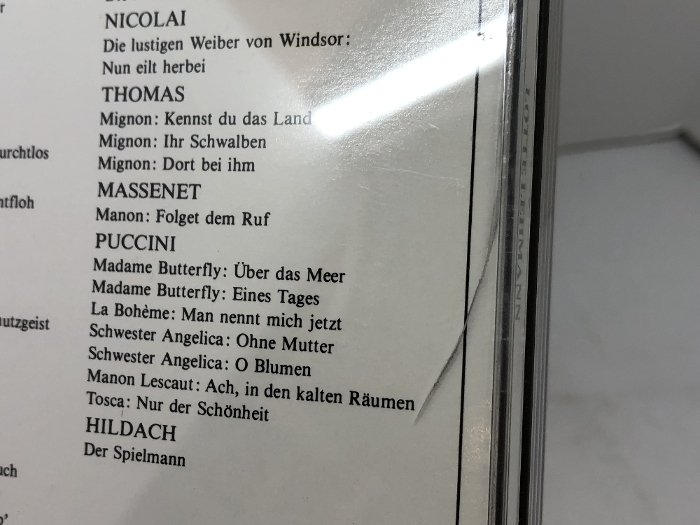 NICOLAI
Die lustigen Weiber von Windsor:
Nun eilt herbei
THOMAS
Mignon: Kennst du das Land
Mignon: Ihr Schwalben
Mignon: Dort bei ihm
MASSENET
Manon: Folget dem Ruf
PUCCINI
Madame Butterfly: Über das Meer
Madame Butterfly: Eines Tages
La Bohème: Man nennt mich jetzt
Schwester Angelica: Ohne Mutter
Schwester Angelica: O Blumen
Manon Lescaut: Ach, in den kalten Räumen
Tosca: Nur der Schönheit
HILDACH
Der Spielmann
urchtlos
ntfloh
utzgeist
uch
LOTTE LEHMANN